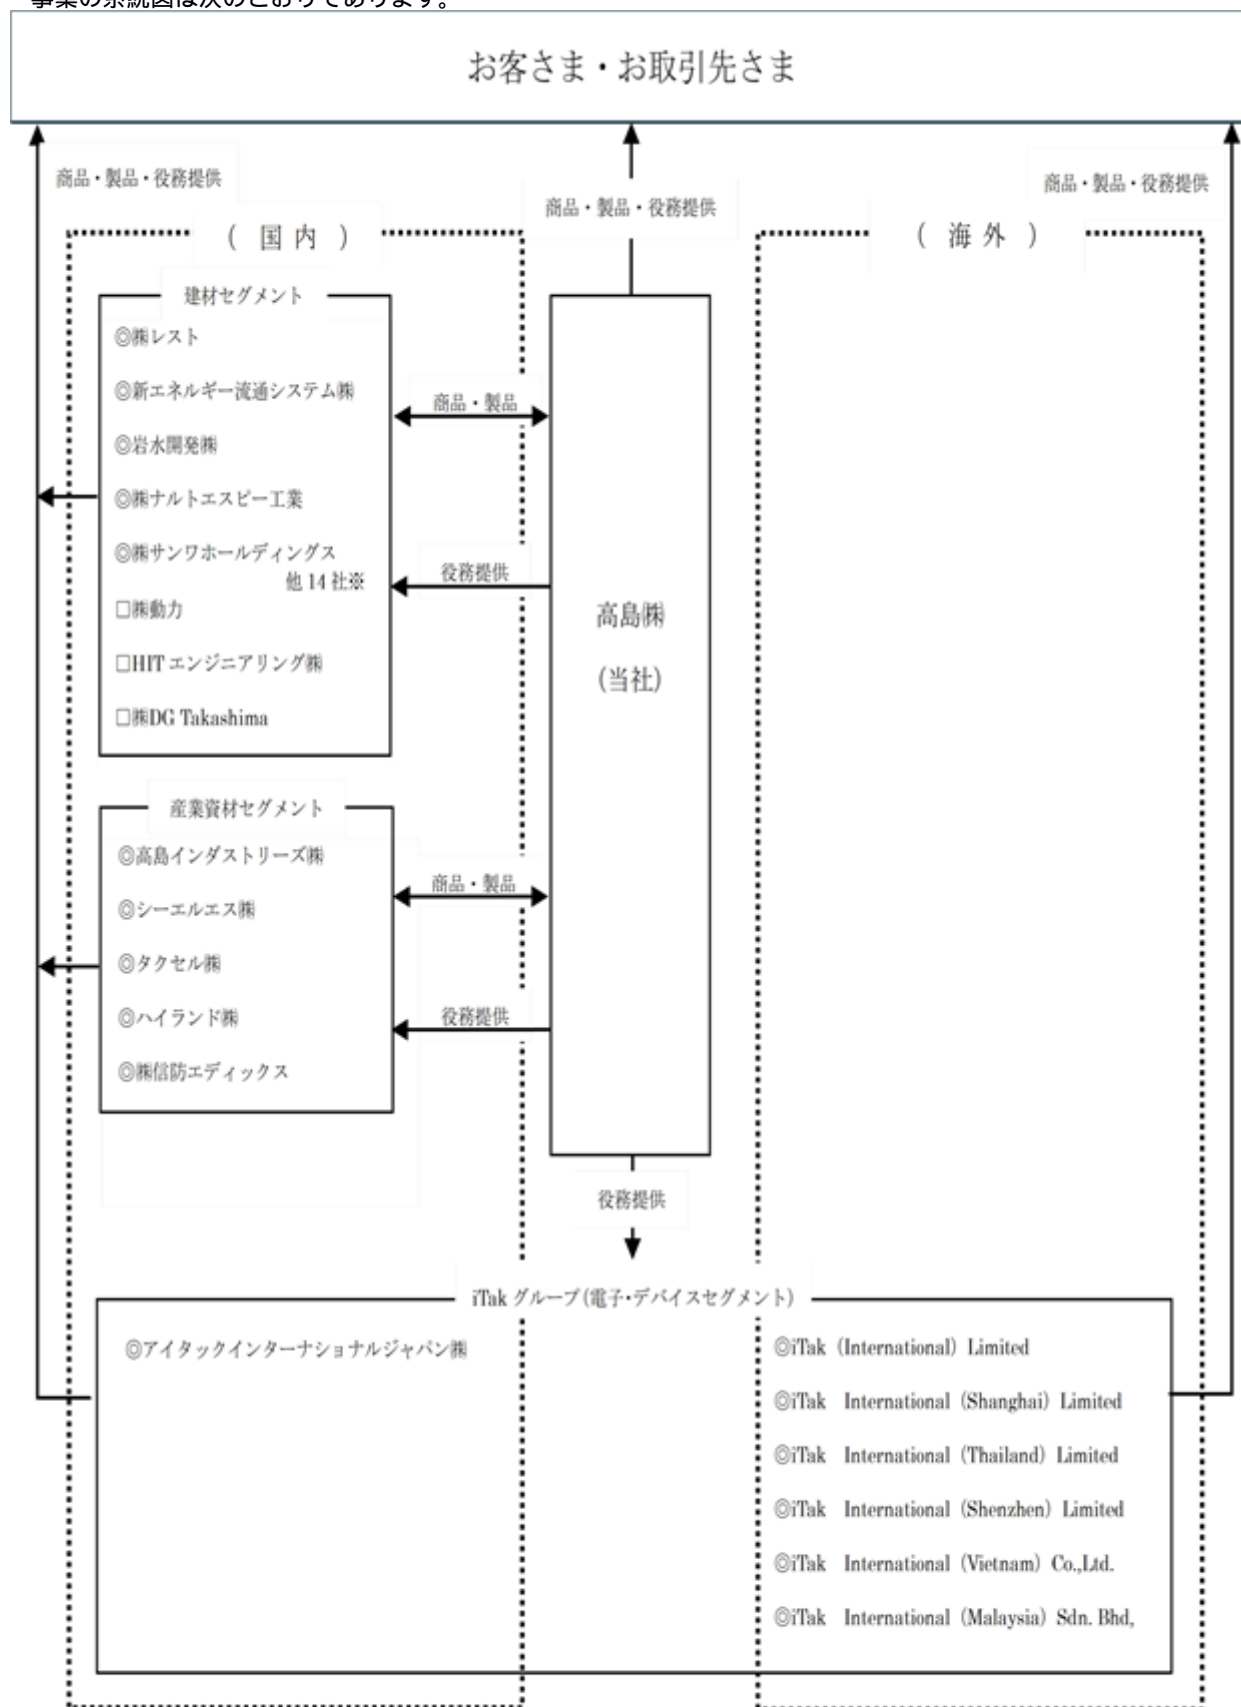 事業の系統図は次のとおりであります。
お客さま・お取引先さま
商品・製品・役務提供
商品・製品・役務提供
商品・製品・役務提供
( 国 内 )
( 海 外 )
建材セグメント
◎㈱レスト
◎新エネルギー流通システム㈱
◎岩水開発㈱
◎㈱ナルトエスピー工業
◎㈱サンワホールディングス
他 14 社※
□㈱動力
□HIT エンジニアリング㈱
□㈱DG Takashima
商品・製品
役務提供
高島㈱
(当社)
産業資材セグメント
◎高島インダストリーズ㈱
◎シーエルエス㈱
◎タクセル㈱
◎ハイランド㈱
◎㈱信防エディックス
商品・製品
役務提供
役務提供
iTak グループ(電子・デバイスセグメント)
◎アイタックインターナショナルジャパン㈱
◎iTak (International) Limited
◎iTak International (Shanghai) Limited
◎iTak International (Thailand) Limited
◎iTak International (Shenzhen) Limited
◎iTak International (Vietnam) Co.,Ltd.
◎iTak International (Malaysia) Sdn. Bhd,